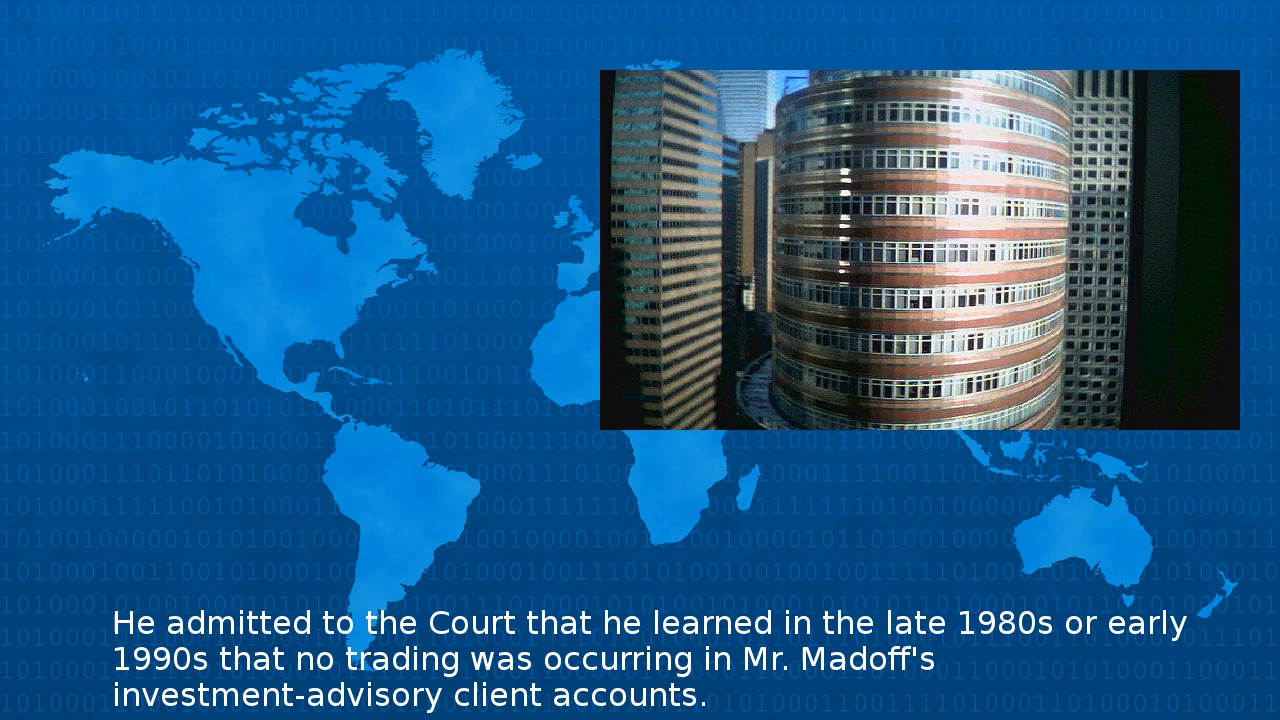 He admitted to the Court that he learned in the late 1980s or early
1990s that no trading was occurring in Mr. Madoff's
investment-advisory client accounts.